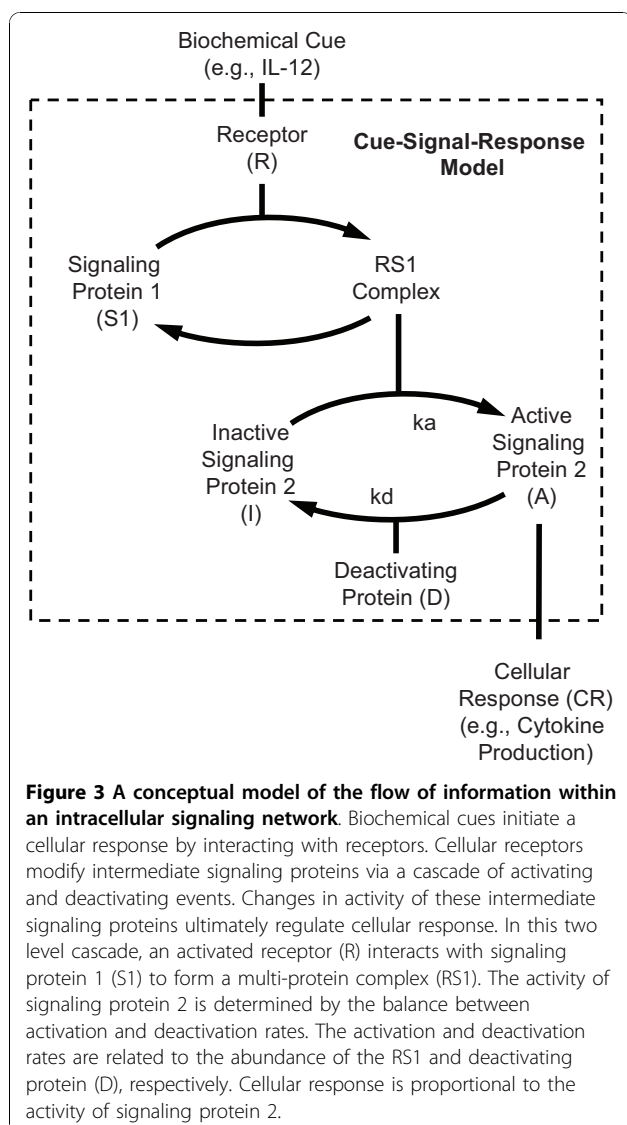 Biochemical Cue
(e.g., IL-12)
Receptor
(R)
Cue-Signal-Response
Model
Signaling
Protein 1
(S1)
RS1
Complex
ka
Inactive
Signaling
Protein 2
(I)
Active
Signaling
Protein 2
(A)
kd
Deactivating
Protein (D)
Cellular
Response (CR)
(e.g., Cytokine
Production)
Figure 3 A conceptual model of the flow of information within
an intracellular signaling network. Biochemical cues initiate a
cellular response by interacting with receptors. Cellular receptors
modify intermediate signaling proteins via a cascade of activating
and deactivating events. Changes in activity of these intermediate
signaling proteins ultimately regulate cellular response. In this two
level cascade, an activated receptor (R) interacts with signaling
protein 1 (S1) to form a multi-protein complex (RS1). The activity of
signaling protein 2 is determined by the balance between
activation and deactivation rates. The activation and deactivation
rates are related to the abundance of the RS1 and deactivating
protein (D), respectively. Cellular response is proportional to the
activity of signaling protein 2.